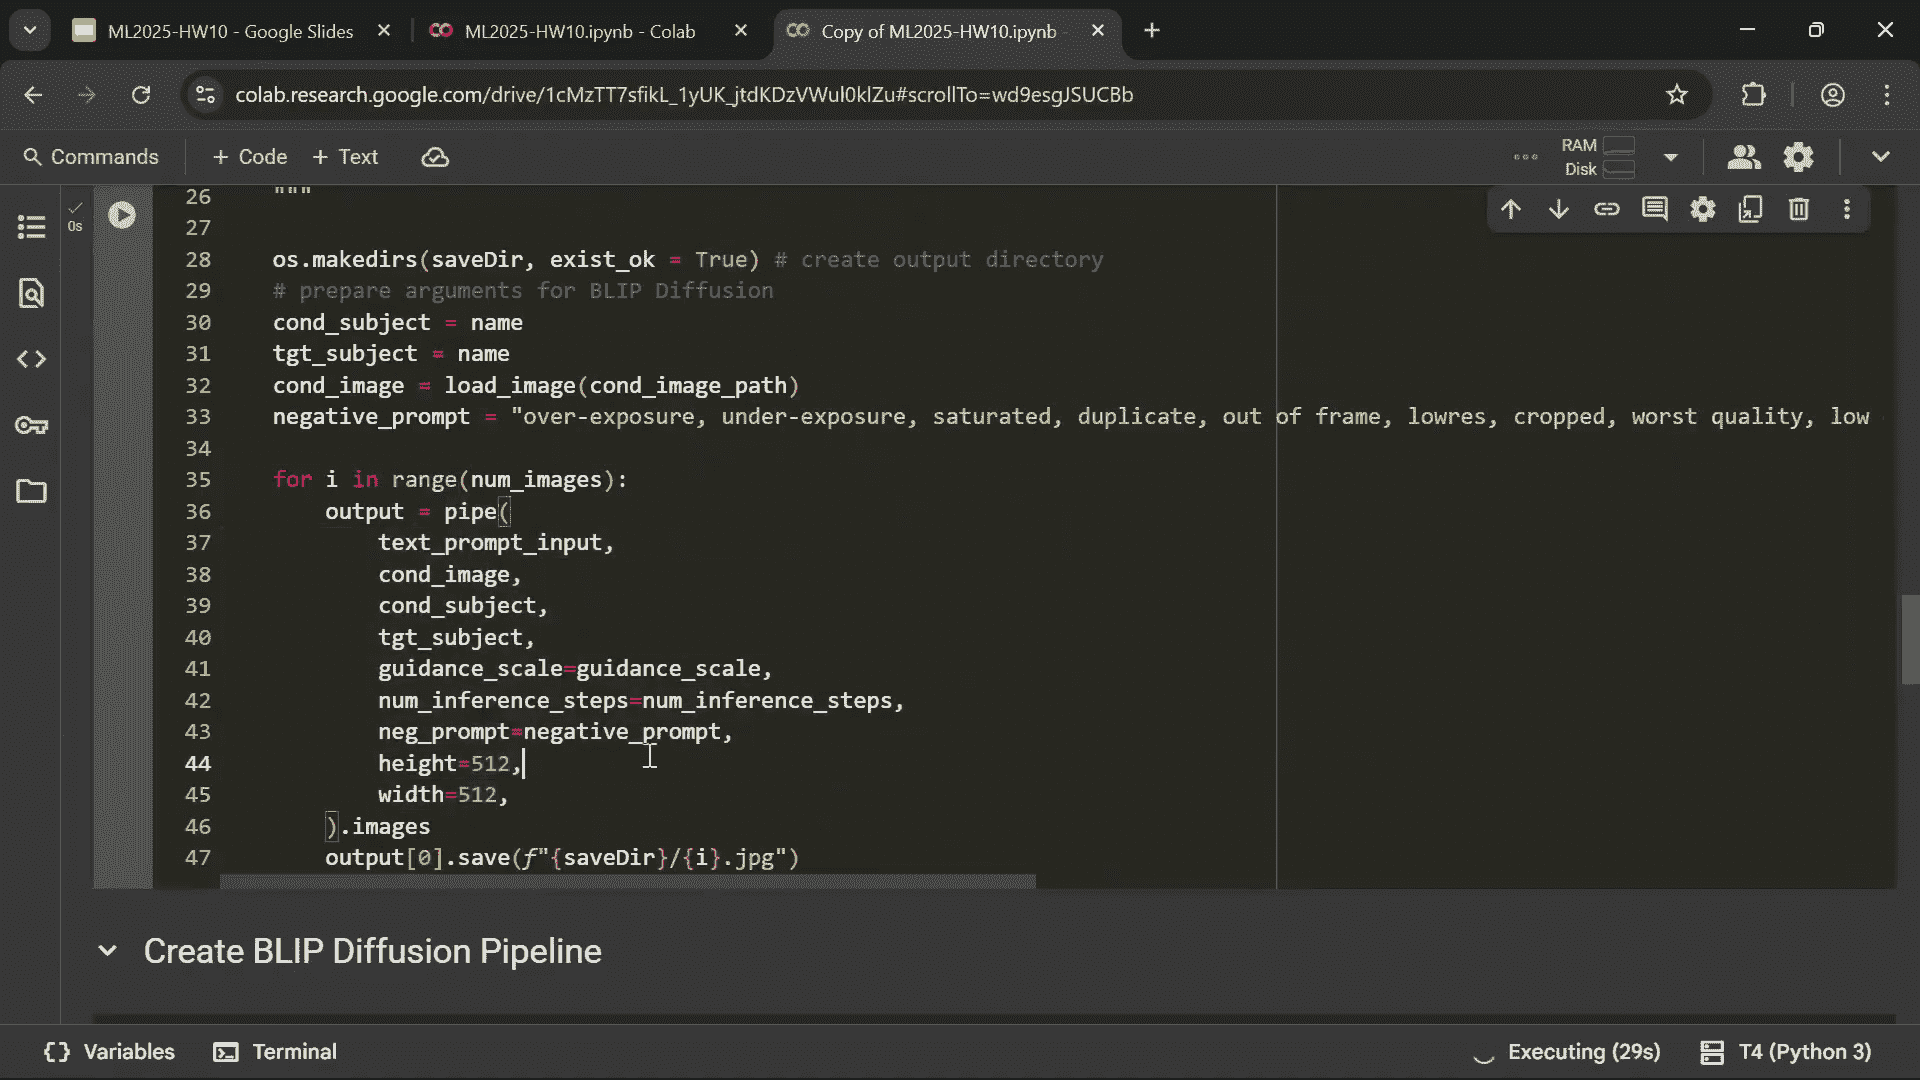 ML2025-HW10 - Google Slides
ML2025-HW10.ipynb - Colab
Copy of ML2025-HW10.ipynb
colab.research.google.com/drive/1cMzTT7sfikL_1yUK_jtdKDzVWul0klZu#scrollTo=wd9esgJSUCBb
Commands
+ Code
+ Text
RAM
Disk
0s
26 """
27
28 os.makedirs(saveDir, exist_ok = True) # create output directory
29 # prepare arguments for BLIP Diffusion
30 cond_subject = name
31 tgt_subject = name
32 cond_image = load_image(cond_image_path)
33 negative_prompt = "over-exposure, under-exposure, saturated, duplicate, out of frame, lowres, cropped, worst quality, low
34
35 for i in range(num_images):
36 output = pipe(
37 text_prompt_input,
38 cond_image,
39 cond_subject,
40 tgt_subject,
41 guidance_scale=guidance_scale,
42 num_inference_steps=num_inference_steps,
43 neg_prompt=negative_prompt,
44 height=512,
45 width=512,
46 ).images
47 output[0].save(f"{saveDir}/{i}.jpg")
Create BLIP Diffusion Pipeline
Variables
Terminal
Executing (29s)
T4 (Python 3)